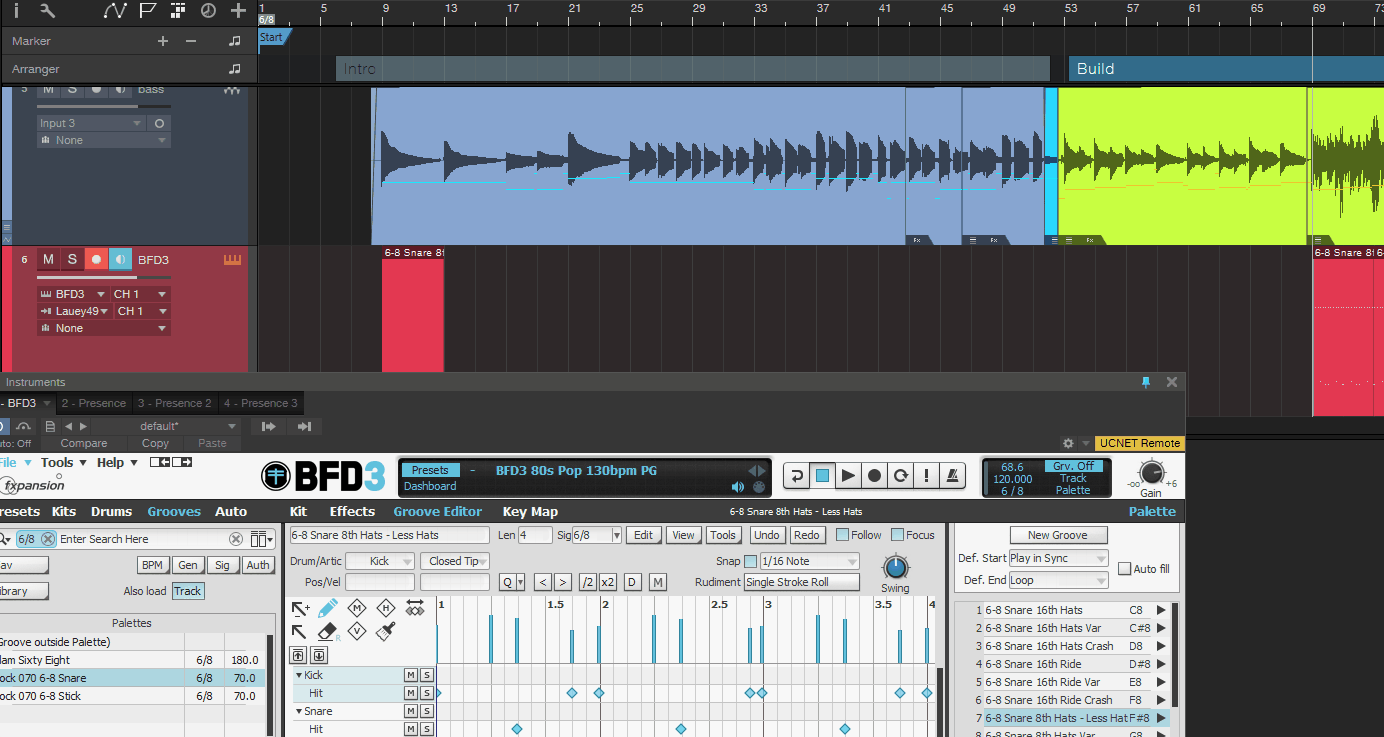 1 5 9 13 17 21 25 29 33 37 41 45 49 53 57 61 65 69 73
6/8
Marker
Start
Arranger
Intro
Build
5 M S bass
Input 3
None
Fx Fx
6 M S BFD3
6-8 Snare 8t
6-8 Snare 8t 6-
BFD3 CH 1
Lauey49 CH 1
None
Instruments
- BFD3 2 - Presence 3 - Presence 2 4 - Presence 3
default*
uto: Off Compare Copy Paste
UCNET Remote
File Tools Help
fxpansion
BFD3
Presets - BFD3 80s Pop 130bpm PG
Dashboard
68.6 Grv. Off
120.000 Track
6 / 8 Palette
-oo +6
Gain
resets Kits Drums Grooves Auto
Kit Effects Groove Editor Key Map
6-8 Snare 8th Hats - Less Hats
Palette
6/8 Enter Search Here
av BPM Gen Sig Auth
ibrary Also load Track
Palettes
Groove outside Palette)
lam Sixty Eight 6/8 180.0
ock 070 6-8 Snare 6/8 70.0
ock 070 6-8 Stick 6/8 70.0
6-8 Snare 8th Hats - Less Hats Len 4 Sig 6/8 Edit View Tools Undo Redo Follow Focus
Drum/Artic Kick Closed Tip Snap 1/16 Note
Pos/Vel Q < > /2 x2 D M Rudiment Single Stroke Roll
Swing
M H
R V
1 1.5 2 2.5 3 3.5 4
Kick M S
Hit M S
Snare M S
Hit M S
New Groove
Def. Start Play in Sync
Def. End Loop
Auto fill
1 6-8 Snare 16th Hats C8
2 6-8 Snare 16th Hats Var C#8
3 6-8 Snare 16th Hats Crash D8
4 6-8 Snare 16th Ride D#8
5 6-8 Snare 16th Ride Var E8
6 6-8 Snare 16th Ride Crash F8
7 6-8 Snare 8th Hats - Less Hat F#8
8 6-8 Snare 8th Hats Var G8